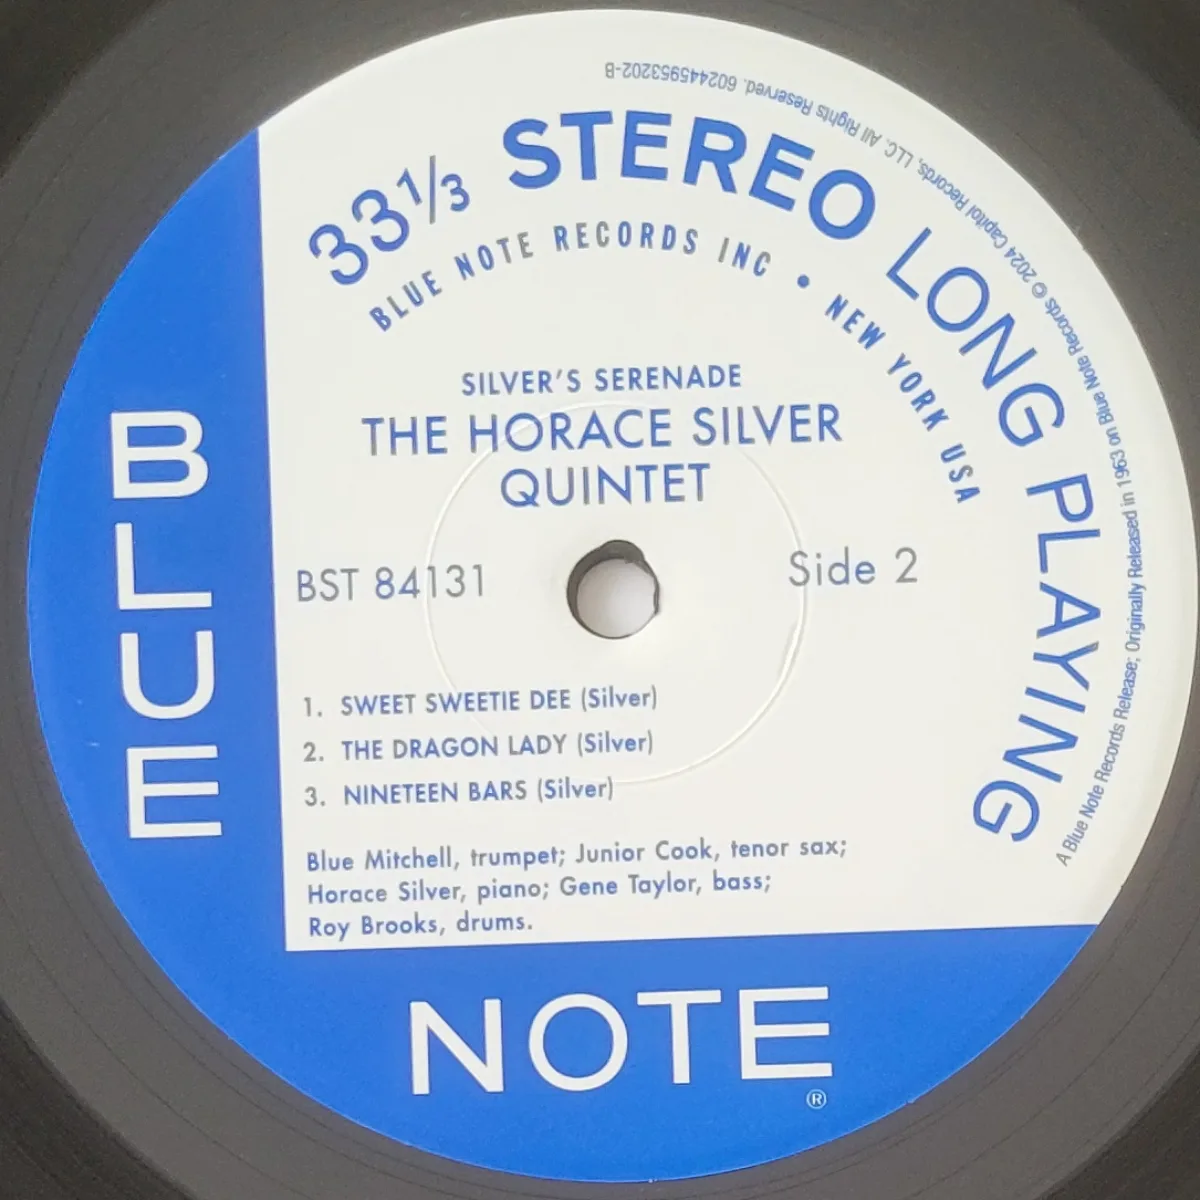 33 1/3 STEREO LONG PLAYING
BLUE NOTE RECORDS INC • NEW YORK USA
A Blue Note Records Release; Originally Released in 1963 on Blue Note Records © 2024 Capitol Records, LLC. All Rights Reserved. 602445953202-B
SILVER'S SERENADE
THE HORACE SILVER
QUINTET
BST 84131
Side 2
1. SWEET SWEETIE DEE (Silver)
2. THE DRAGON LADY (Silver)
3. NINETEEN BARS (Silver)
Blue Mitchell, trumpet; Junior Cook, tenor sax;
Horace Silver, piano; Gene Taylor, bass;
Roy Brooks, drums.
BLUE
NOTE®